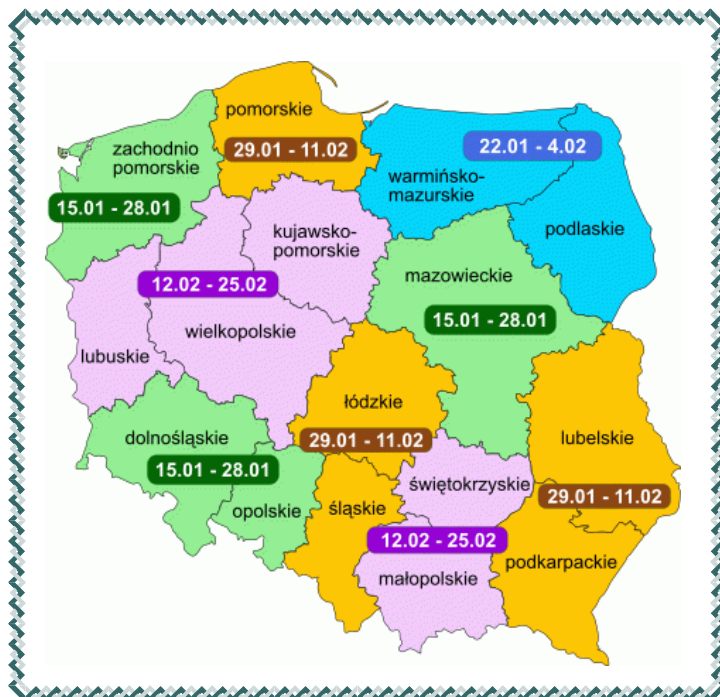 pomorskie
29.01 - 11.02
zachodnio
pomorskie
15.01 - 28.01
22.01 - 4.02
warmińsko-
mazurskie
podlaskie
kujawsko-
pomorskie
12.02 - 25.02
wielkopolskie
lubuskie
mazowieckie
15.01 - 28.01
łódzkie
29.01 - 11.02
dolnośląskie
15.01 - 28.01
opolskie
śląskie
lubelskie
29.01 - 11.02
świętokrzyskie
12.02 - 25.02
małopolskie
podkarpackie